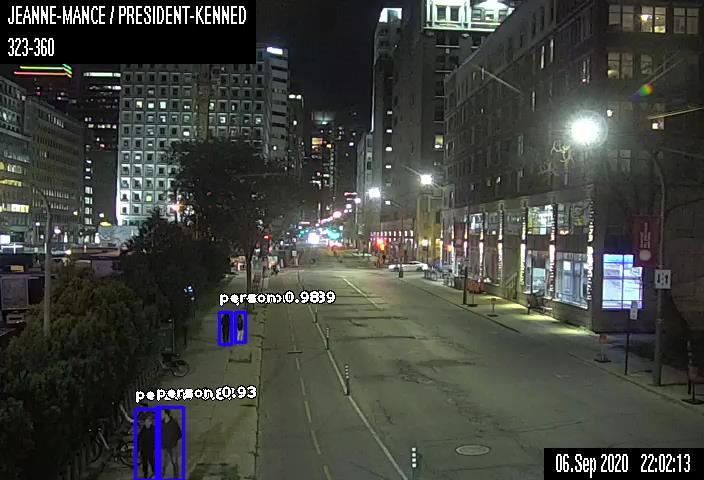 JEANNE-MANCE / PRESIDENT-KENNED
323-360
person: 0.9839
person: 0.93
06.Sep 2020 22:02:13